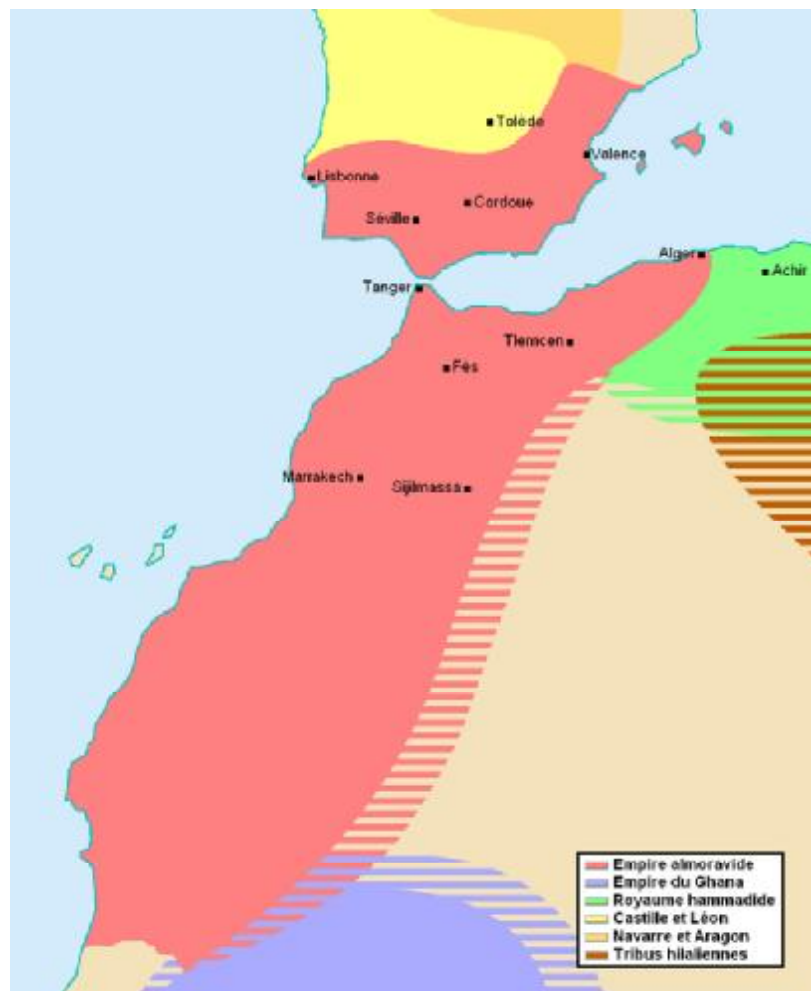 Tolède
Valence
Lisbonne
Cordoue
Séville
Alger
Achir
Tanger
Tlemcen
Fès
Marrakech
Sijilmassa
Empire almoravide
Empire du Ghana
Royaume hammadide
Castille et Léon
Navarre et Aragon
Tribus hilaliennes